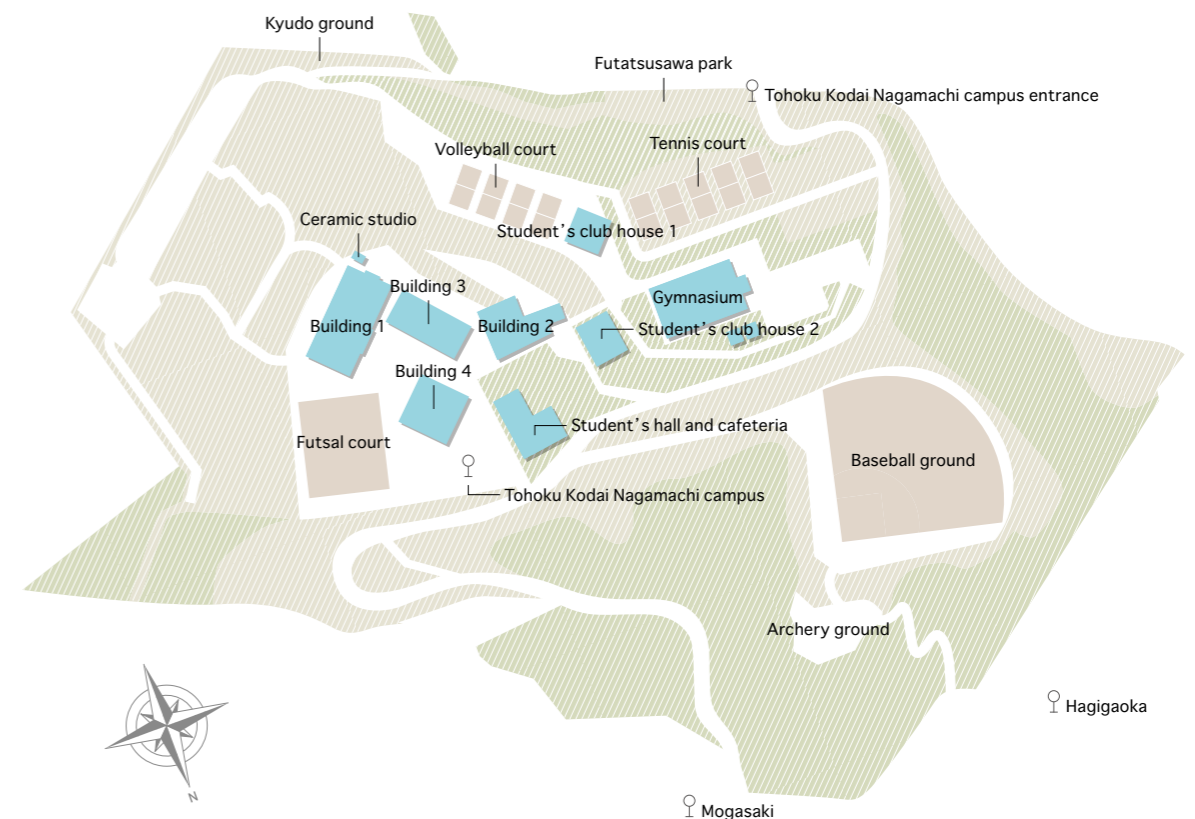 Kyudo ground
Futatsusawa park
Tohoku Kodai Nagamachi campus entrance
Volleyball court
Tennis court
Ceramic studio
Student’s club house 1
Building 3
Gymnasium
Building 1
Building 2
Student’s club house 2
Building 4
Student’s hall and cafeteria
Futsal court
Baseball ground
Tohoku Kodai Nagamachi campus
Archery ground
Hagigaoka
N
Mogasaki